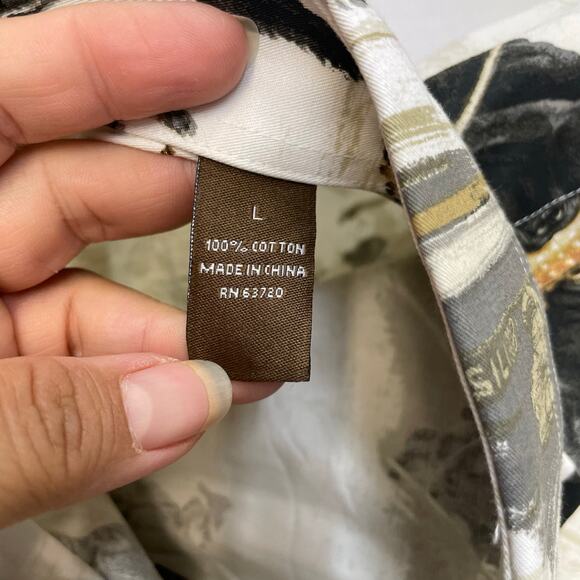 L
100% COTTON
MADE IN CHINA
RN 63720